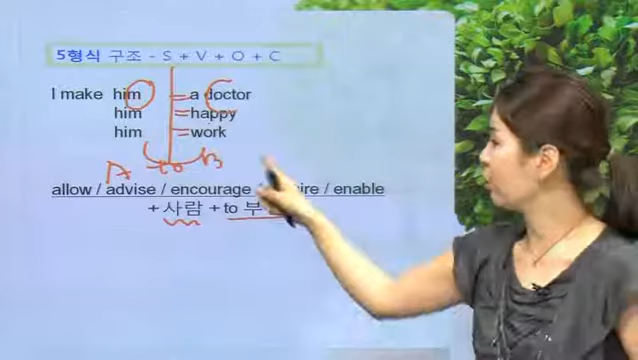 5형식 구조 - S + V + O + C
I make him = a doctor
him = happy
him = work
O C
A to B
allow / advise / encourage / ire / enable
+ 사람 + to 부